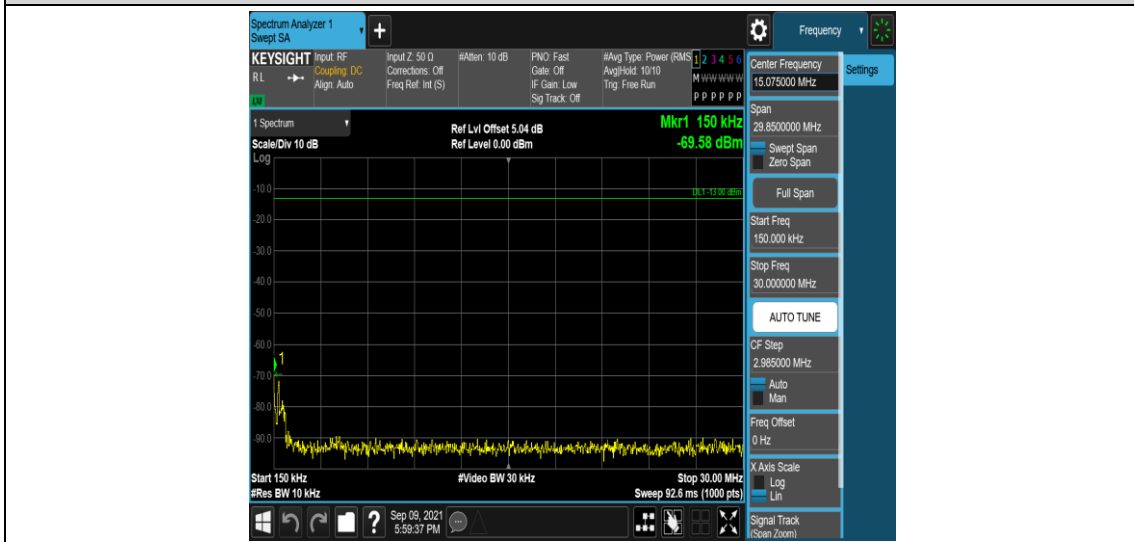 Spectrum Analyzer 1
Swept SA
+
Frequency
KEYSIGHT
RL
LXI
Input: RF
Coupling: DC
Align: Auto
Input Z: 50 Ω
Corrections: Off
Freq Ref: Int (S)
#Atten: 10 dB
PNO: Fast
Gate: Off
IF Gain: Low
Sig Track: Off
#Avg Type: Power (RMS
Avg|Hold: 10/10
Trig: Free Run
1 2 3 4 5 6
M W W W W W
P P P P P P
Center Frequency
15.075000 MHz
Settings
Span
29.8500000 MHz
Swept Span
Zero Span
Full Span
Start Freq
150.000 kHz
Stop Freq
30.000000 MHz
AUTO TUNE
CF Step
2.985000 MHz
Auto
Man
Freq Offset
0 Hz
X Axis Scale
Log
Lin
Signal Track
(Span Zoom)
1 Spectrum
Scale/Div 10 dB
Log
Ref Lvl Offset 5.04 dB
Ref Level 0.00 dBm
Mkr1 150 kHz
-69.58 dBm
DL1 -13.00 dBm
-10.0
-20.0
-30.0
-40.0
-50.0
-60.0
1
-70.0
-80.0
-90.0
Start 150 kHz
#Res BW 10 kHz
#Video BW 30 kHz
Stop 30.00 MHz
Sweep 92.6 ms (1000 pts)
?
Sep 09, 2021
5:59:37 PM